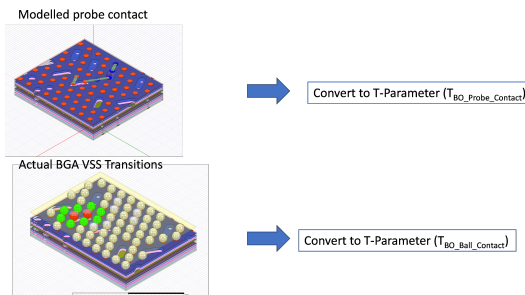 Modelled probe contact
Convert to T-Parameter (TBO_Probe_Contact)
Actual BGA VSS Transitions
Convert to T-Parameter (TBO_Ball_Contact)